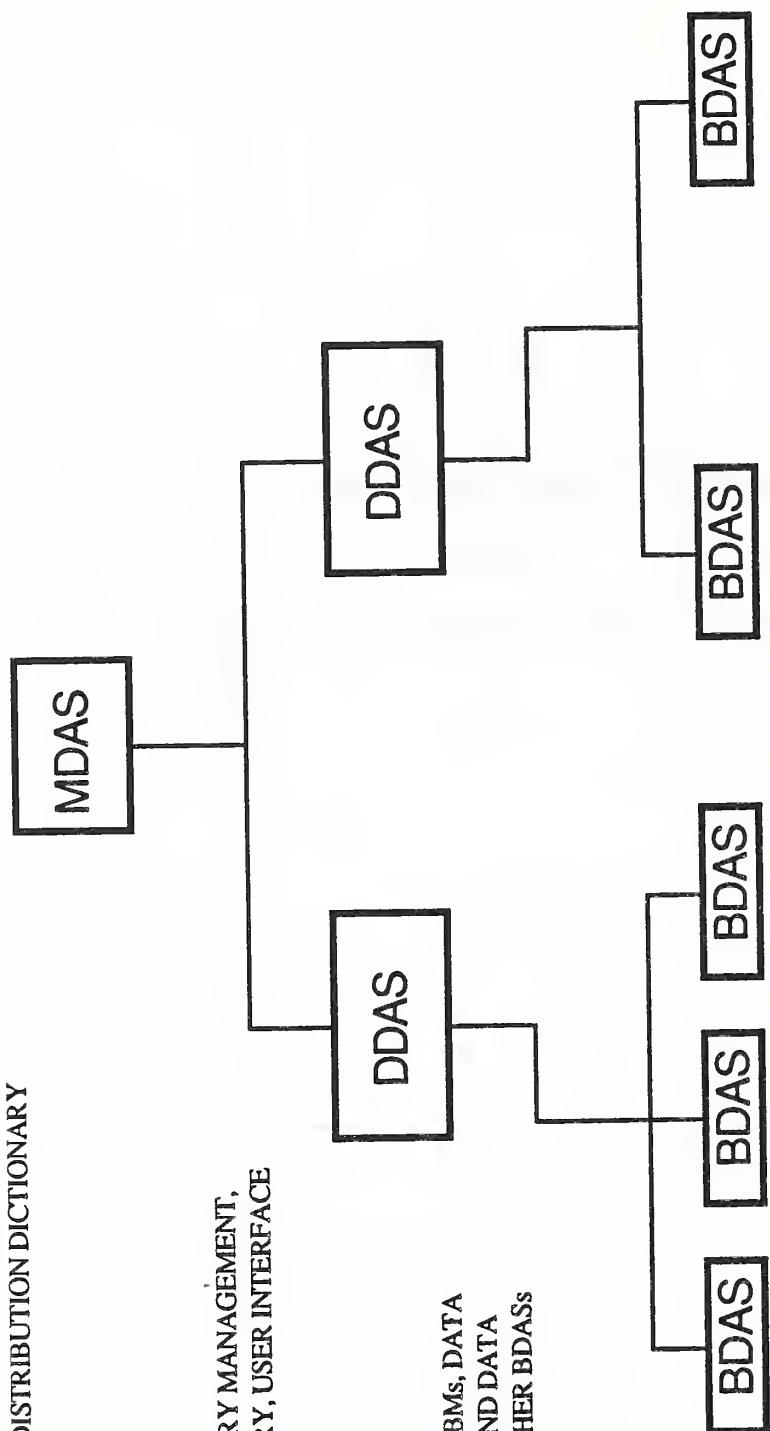 DISTRIBUTION DICTIONARY
MDAS
RY MANAGEMENT,
RY, USER INTERFACE
DDAS
DDAS
BMs, DATA
ND DATA
HER BDASs
BDAS
BDAS
BDAS
BDAS
BDAS